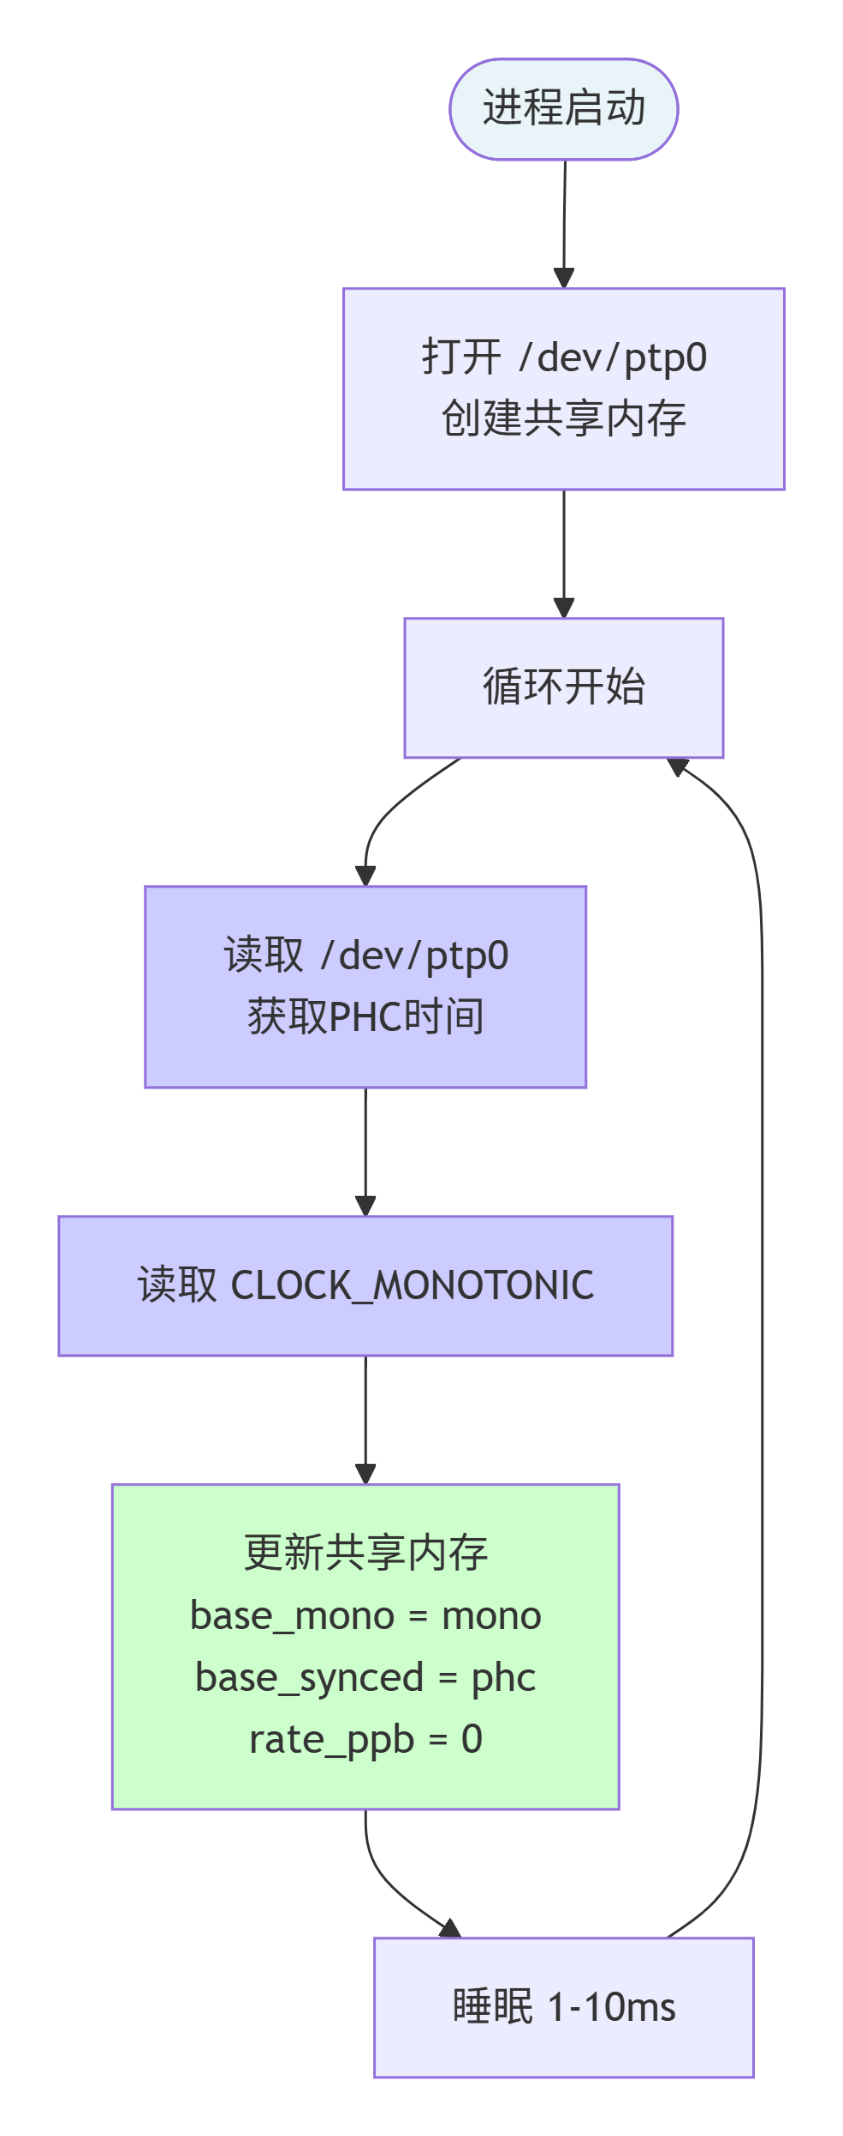 进程启动
打开 /dev/ptp0
创建共享内存
循环开始
读取 /dev/ptp0
获取PHC时间
读取 CLOCK_MONOTONIC
更新共享内存
base_mono = mono
base_synced = phc
rate_ppb = 0
睡眠 1-10ms